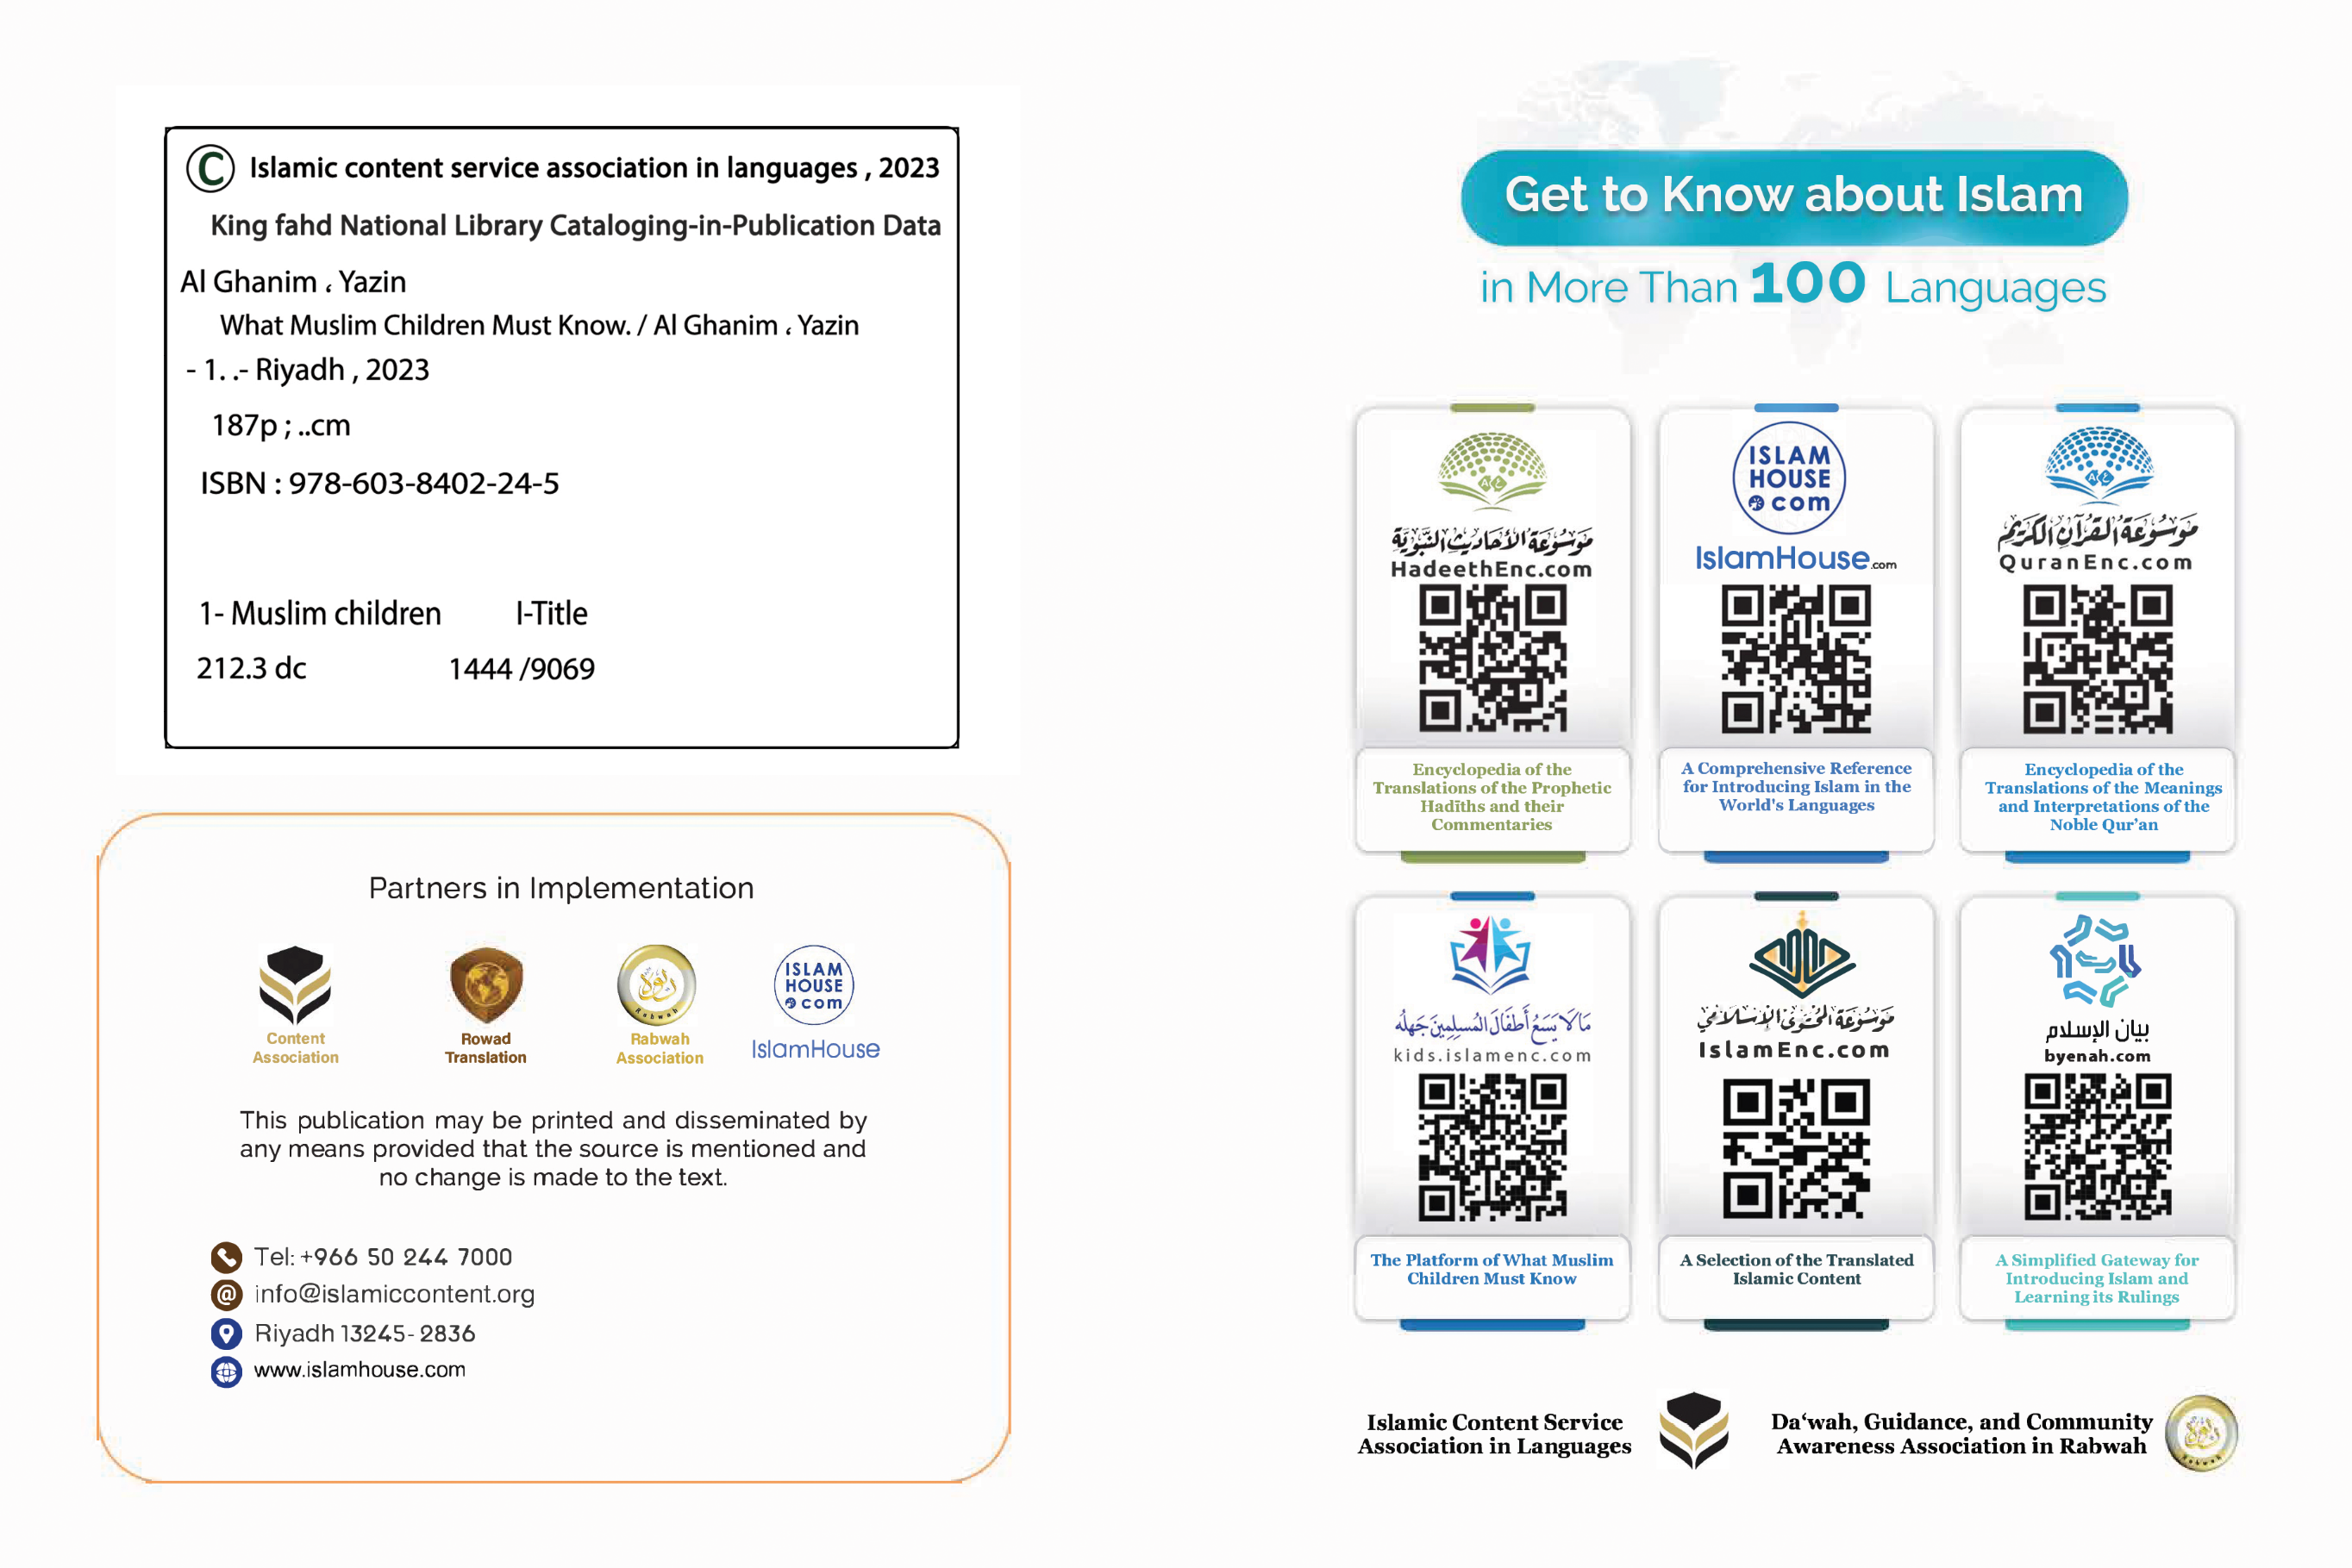 © Islamic content service association in languages , 2023
King fahd National Library Cataloging-in-Publication Data
Al Ghanim ، Yazin
What Muslim Children Must Know. / Al Ghanim ، Yazin
- 1. .- Riyadh , 2023
187p ; ..cm
ISBN : 978-603-8402-24-5
1- Muslim children I-Title
212.3 dc 1444 /9069
Partners in Implementation
Content
Association
Rowad
Translation
Rabwah
Rabwah
Association
ISLAM
HOUSE
com
IslamHouse
This publication may be printed and disseminated by
any means provided that the source is mentioned and
no change is made to the text.
Tel: +966 50 244 7000
info@islamiccontent.org
Riyadh 13245- 2836
www.islamhouse.com
Get to Know about Islam
in More Than 100 Languages
موسوعة الأحاديث النبوية
HadeethEnc.com
Encyclopedia of the
Translations of the Prophetic
Hadīths and their
Commentaries
ISLAM
HOUSE
com
IslamHouse.com
A Comprehensive Reference
for Introducing Islam in the
World's Languages
موسوعة القرآن الكريم
QuranEnc.com
Encyclopedia of the
Translations of the Meanings
and Interpretations of the
Noble Qur’an
مَا لَا يَسَعُ أَطْفَالَ المُسْلِمِينَ جَهْلُه
kids.islamenc.com
The Platform of What Muslim
Children Must Know
موسوعة المحتوى الإسلامي
IslamEnc.com
A Selection of the Translated
Islamic Content
بيان الإسلام
byenah.com
A Simplified Gateway for
Introducing Islam and
Learning its Rulings
Islamic Content Service
Association in Languages
Da‘wah, Guidance, and Community
Awareness Association in Rabwah
Rabwah